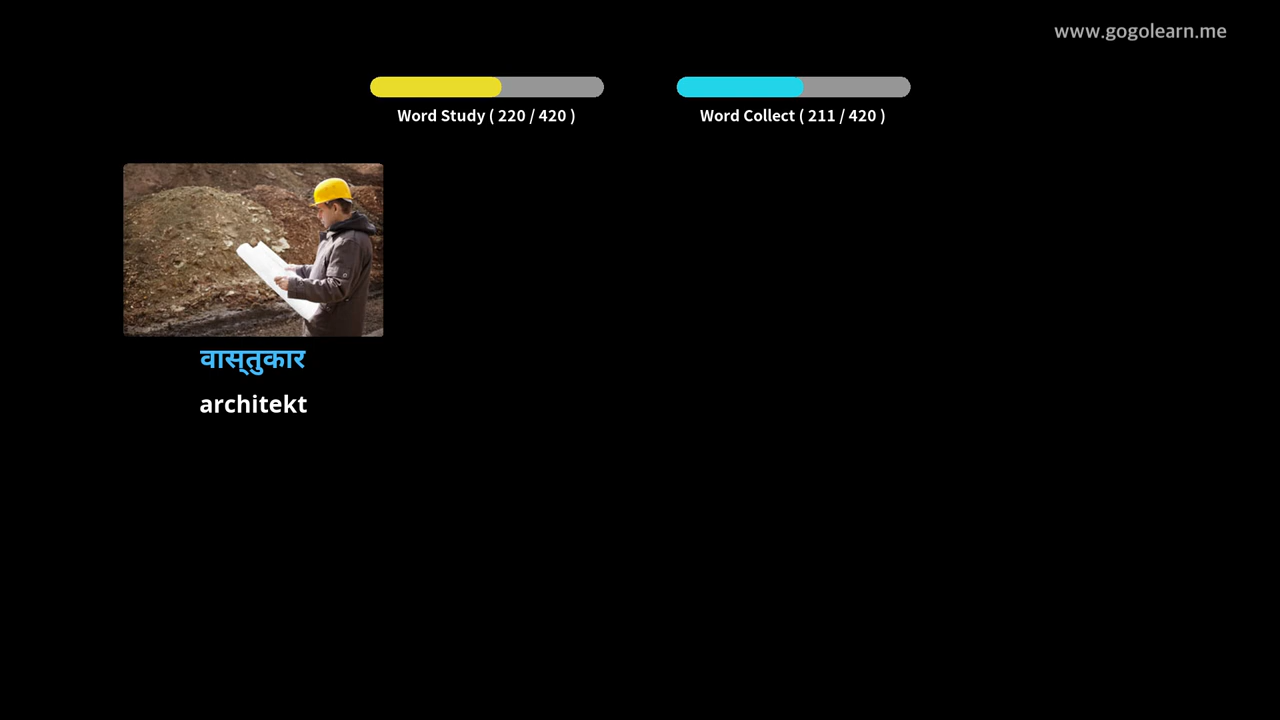 www.gogolearn.me
Word Study ( 220 / 420 )
Word Collect ( 211 / 420 )
वास्तुकार
architekt